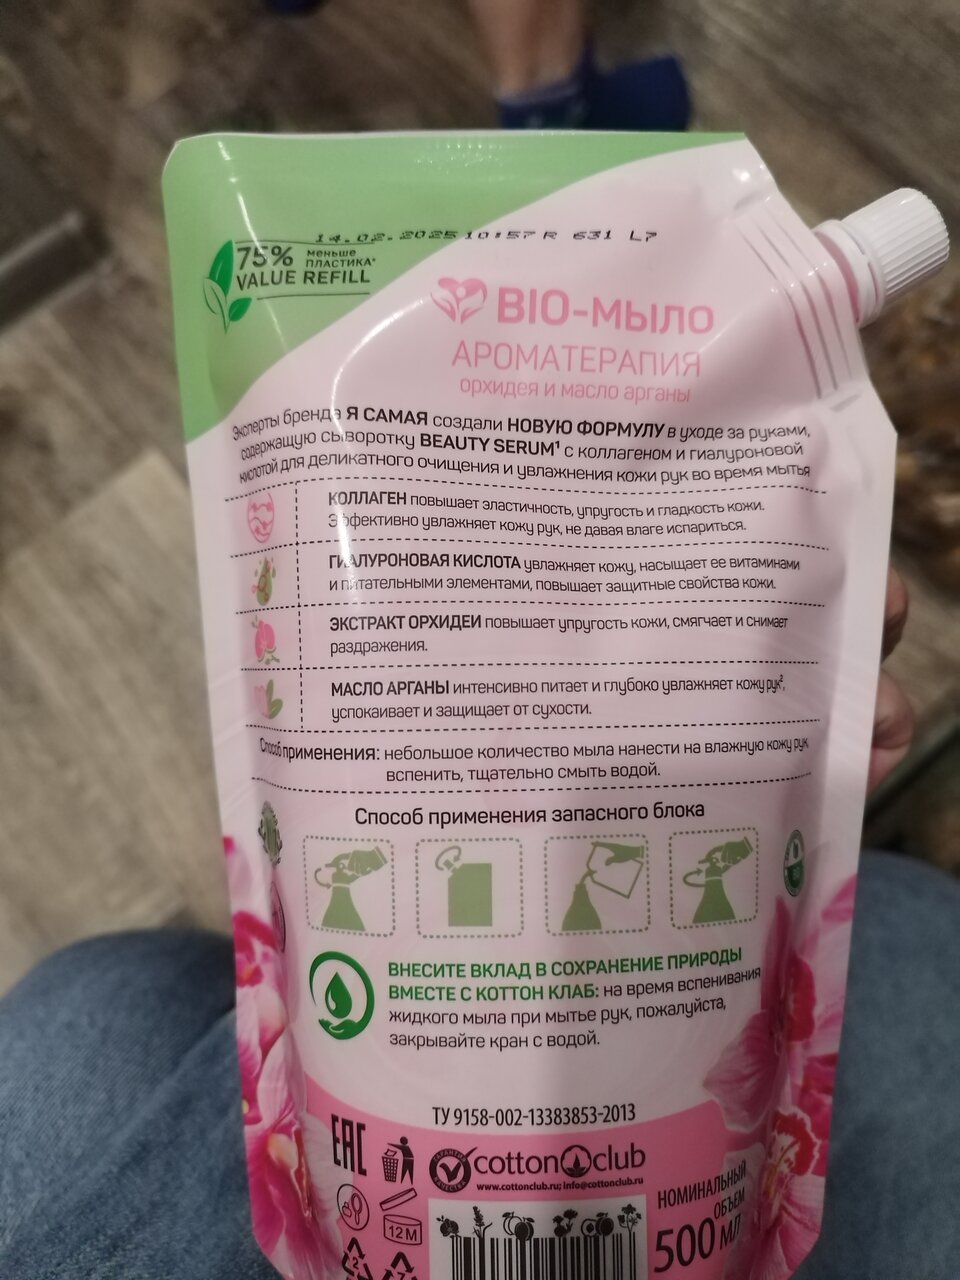 14.02.2025 10:57 R 631 L7
75% меньше
ПЛАСТИКА*
VALUE REFILL
BIO-МЫЛО
АРОМАТЕРАПИЯ
орхидея и масло арганы
Эксперты бренда Я САМАЯ создали НОВУЮ ФОРМУЛУ в уходе за руками,
содержащую сыворотку BEAUTY SERUM¹ с коллагеном и гиалуроновой
кислотой для деликатного очищения и увлажнения кожи рук во время мытья
КОЛЛАГЕН повышает эластичность, упругость и гладкость кожи.
Эффективно увлажняет кожу рук, не давая влаге испариться.
ГИАЛУРОНОВАЯ КИСЛОТА увлажняет кожу, насыщает ее витаминами
и питательными элементами, повышает защитные свойства кожи.
ЭКСТРАКТ ОРХИДЕИ повышает упругость кожи, смягчает и снимает
раздражения.
МАСЛО АРГАНЫ интенсивно питает и глубоко увлажняет кожу рук²,
успокаивает и защищает от сухости.
Способ применения: небольшое количество мыла нанести на влажную кожу рук,
вспенить, тщательно смыть водой.
Способ применения запасного блока
ВНЕСИТЕ ВКЛАД В СОХРАНЕНИЕ ПРИРОДЫ
ВМЕСТЕ С КОТТОН КЛАБ: на время вспенивания
жидкого мыла при мытье рук, пожалуйста,
закрывайте кран с водой.
ТУ 9158-002-13383853-2013
EAC
cotton club
www.cottonclub.ru; info@cottonclub.ru
12M
НОМИНАЛЬНЫЙ
ОБЪЕМ
500 МЛ
2
7